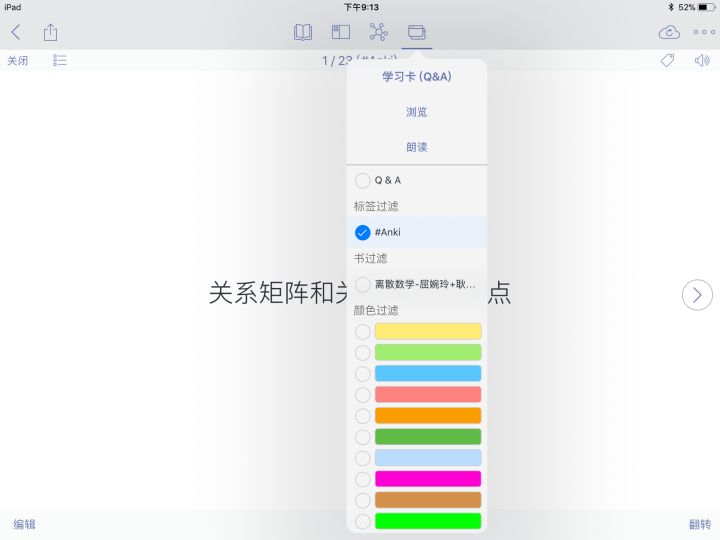 iPad
下午9:13
52%
关闭
1 / 23 (#Anki)
学习卡 (Q&A)
浏览
朗读
Q & A
标签过滤
#Anki
书过滤
离散数学-屈婉玲+耿...
关系矩阵和关
点
颜色过滤
编辑
翻转